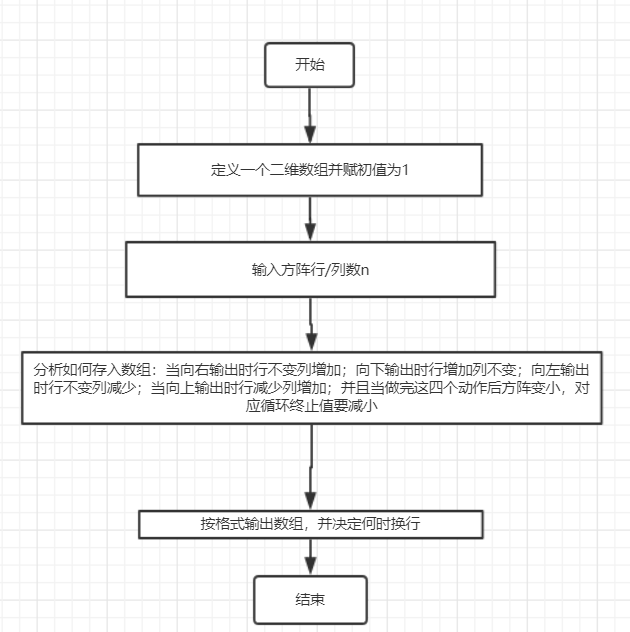 开始
定义一个二维数组并赋初值为1
输入方阵行/列数n
分析如何存入数组：当向右输出时行不变列增加；向下输出时行增加列不变；向左输出
时行不变列减少；当向上输出时行减少列增加；并且当做完这四个动作后方阵变小，对
应循环终止值要减小
按格式输出数组，并决定何时换行
结束